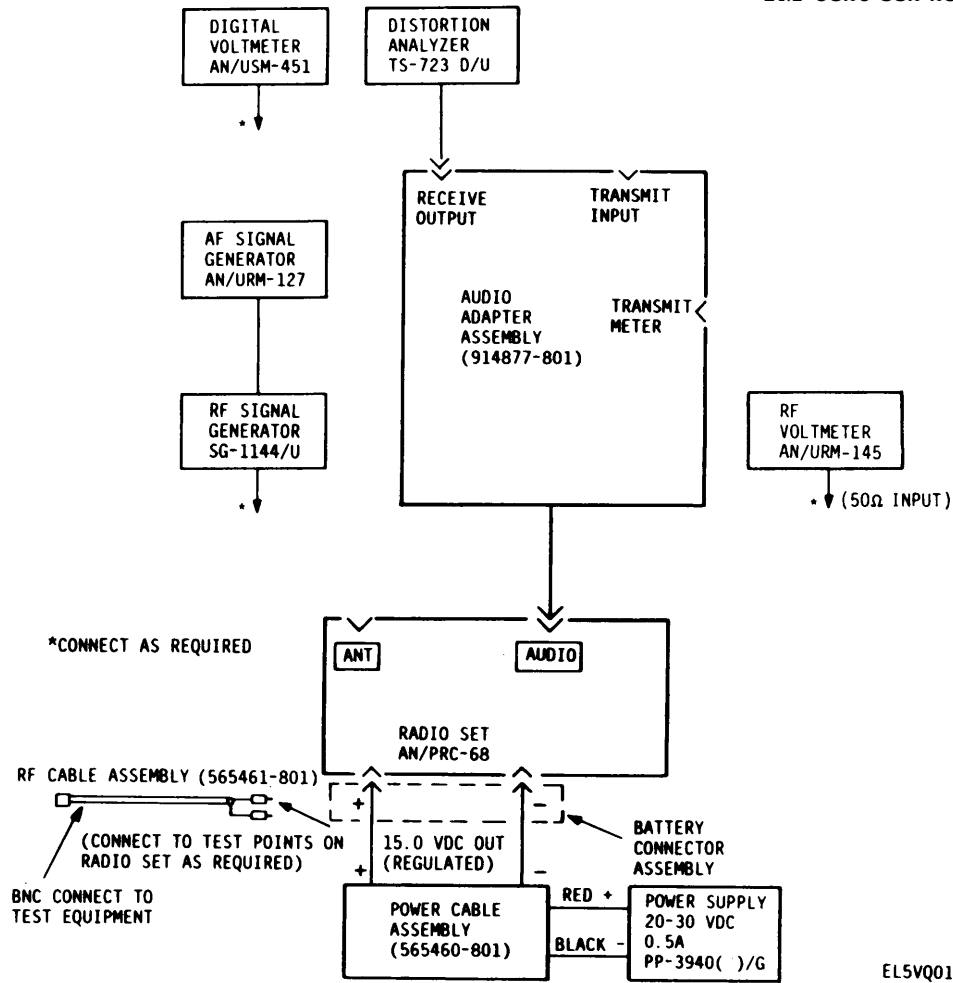 DIGITAL
VOLTMETER
AN/USM-451
DISTORTION
ANALYZER
TS-723 D/U
*
RECEIVE
OUTPUT
TRANSMIT
INPUT
AF SIGNAL
GENERATOR
AN/URM-127
AUDIO
ADAPTER
ASSEMBLY
(914877-801)
TRANSMIT
METER
RF SIGNAL
GENERATOR
SG-1144/U
*
RF
VOLTMETER
AN/URM-145
* (50Ω INPUT)
*CONNECT AS REQUIRED
ANT
AUDIO
RADIO SET
AN/PRC-68
RF CABLE ASSEMBLY (565461-801)
+ -
(CONNECT TO TEST POINTS ON
RADIO SET AS REQUIRED)
15.0 VDC OUT
(REGULATED)
+ -
BATTERY
CONNECTOR
ASSEMBLY
BNC CONNECT TO
TEST EQUIPMENT
POWER CABLE
ASSEMBLY
(565460-801)
RED +
BLACK -
POWER SUPPLY
20-30 VDC
0.5A
PP-3940( )/G
EL5VQ01